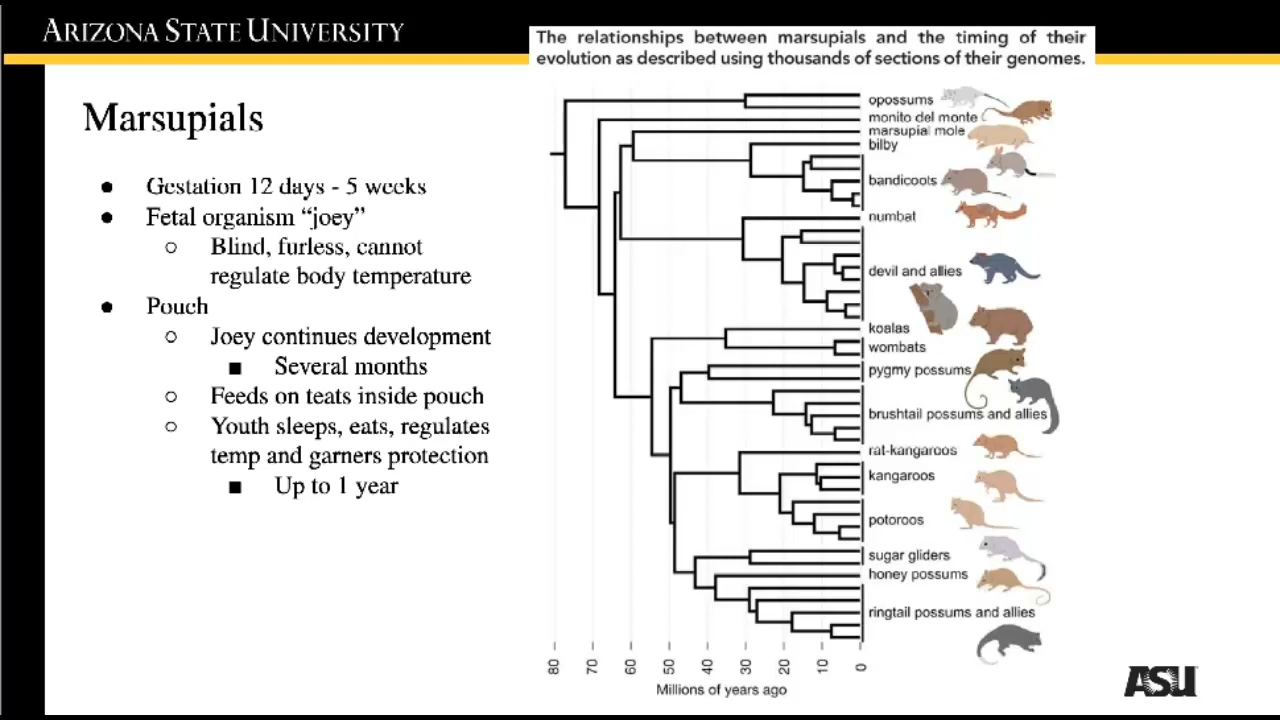 ARIZONA STATE UNIVERSITY
The relationships between marsupials and the timing of their
evolution as described using thousands of sections of their genomes.
Marsupials
● Gestation 12 days - 5 weeks
● Fetal organism “joey”
○ Blind, furless, cannot
regulate body temperature
● Pouch
○ Joey continues development
■ Several months
○ Feeds on teats inside pouch
○ Youth sleeps, eats, regulates
temp and garners protection
■ Up to 1 year
opossums
monito del monte
marsupial mole
bilby
bandicoots
numbat
devil and allies
koalas
wombats
pygmy possums
brushtail possums and allies
rat-kangaroos
kangaroos
potoroos
sugar gliders
honey possums
ringtail possums and allies
80 70 60 50 40 30 20 10 0
Millions of years ago
ASU